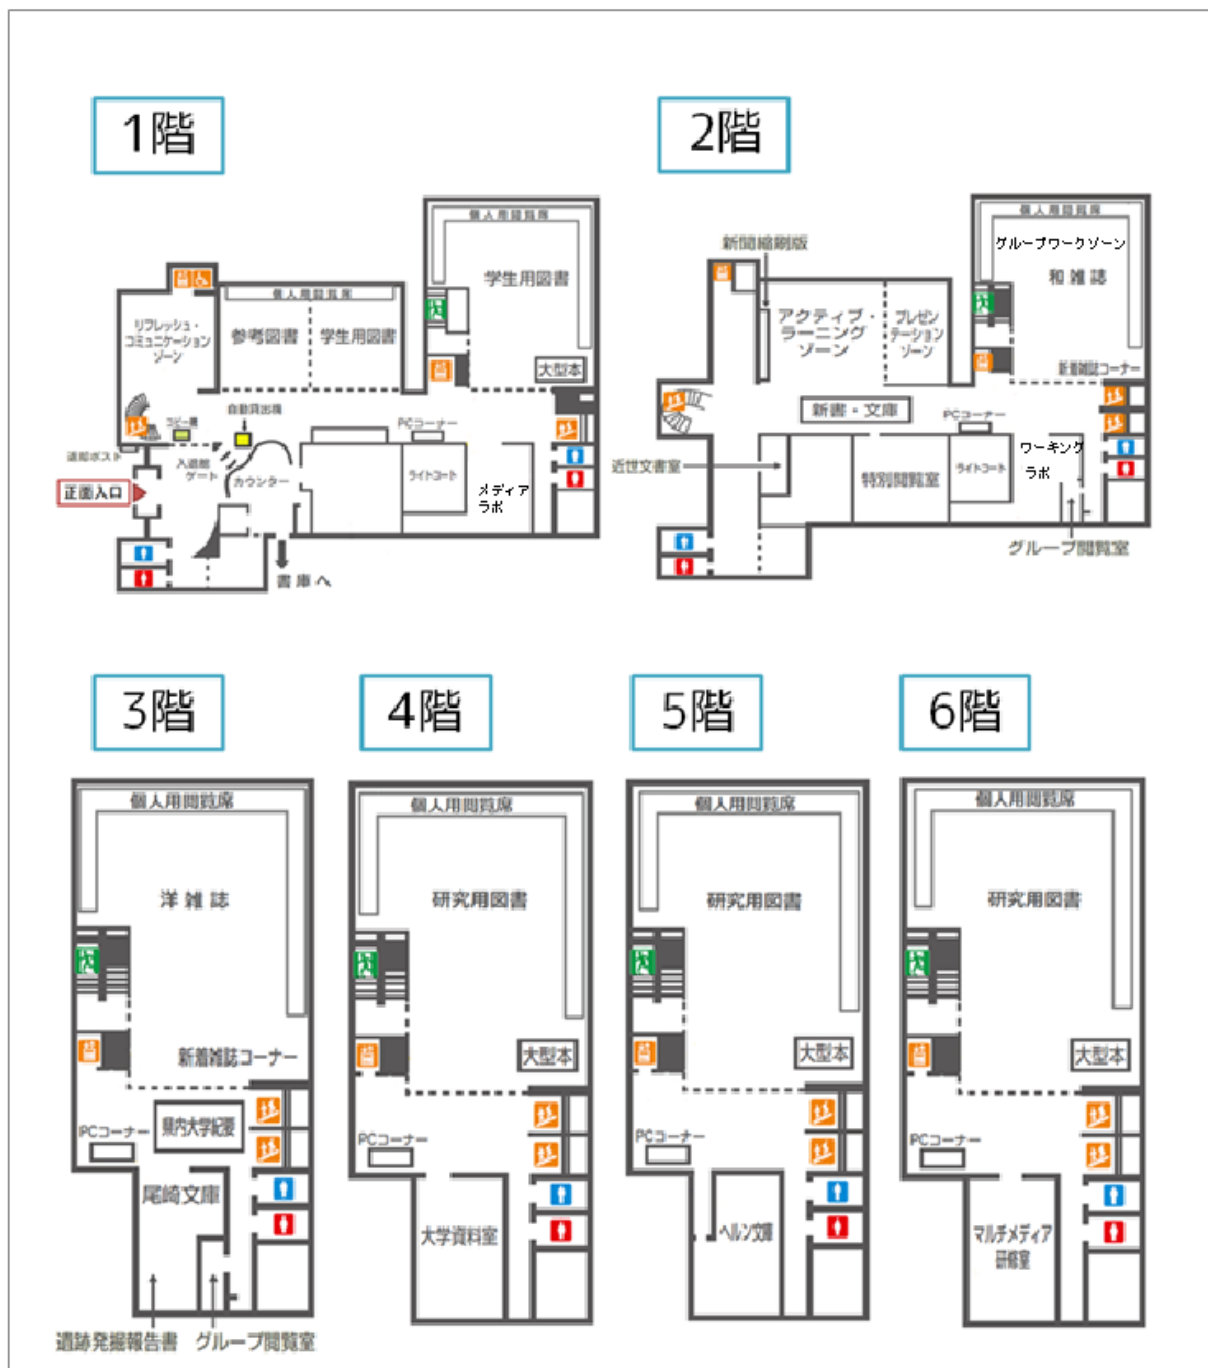 1階
個人用閲覧席
学生用図書
個人用閲覧席
リフレッシュ・
コミュニケーション
ゾーン
参考図書
学生用図書
大型本
自動貸出機
コピー機
PCコーナー
返却ポスト
入退館
ゲート
カウンター
ライトコート
メディア
ラボ
正面入口
書庫へ
2階
個人用閲覧席
新聞縮刷版
グループワークゾーン
和雑誌
アクティブ・
ラーニング
ゾーン
プレゼン
テーション
ゾーン
新着雑誌コーナー
新書・文庫
PCコーナー
近世文書室
特別閲覧室
ライトコート
ワーキング
ラボ
グループ閲覧室
3階
個人用閲覧席
洋雑誌
新着雑誌コーナー
県内大学紀要
PCコーナー
尾崎文庫
遺跡発掘報告書
グループ閲覧室
4階
個人用閲覧席
研究用図書
大型本
PCコーナー
大学資料室
5階
個人用閲覧席
研究用図書
大型本
PCコーナー
ヘルン文庫
6階
個人用閲覧席
研究用図書
大型本
PCコーナー
マルチメディア
研修室